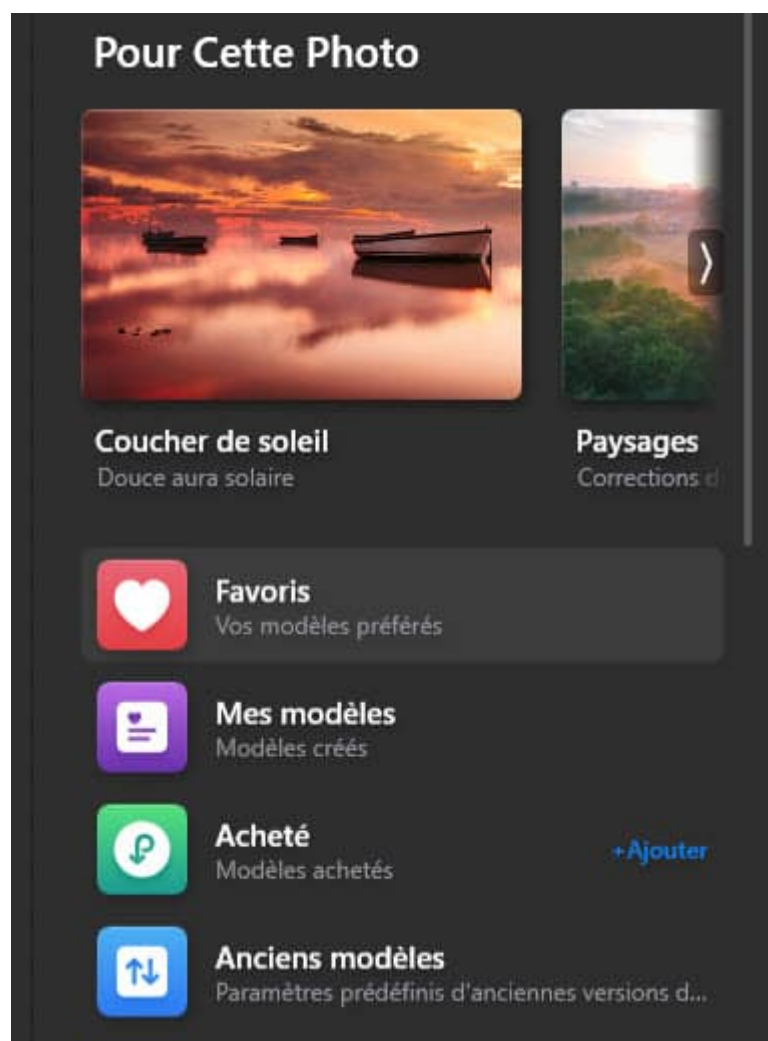 Pour Cette Photo
Coucher de soleil
Douce aura solaire
Paysages
Corrections
Favoris
Vos modèles préférés
Mes modèles
Modèles créés
Acheté
Modèles achetés
+Ajouter
Anciens modèles
Paramètres prédéfinis d'anciennes versions d...